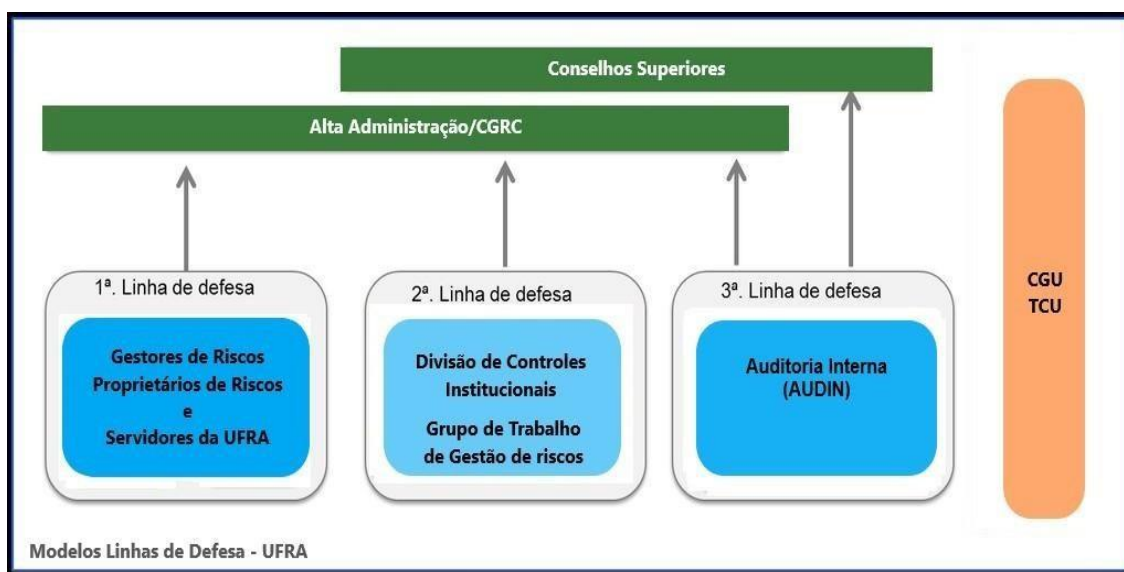 Conselhos Superiores
Alta Administração/CGRC
1ª. Linha de defesa
Gestores de Riscos
Proprietários de Riscos
e
Servidores da UFRA
2ª. Linha de defesa
Divisão de Controles
Institucionais
Grupo de Trabalho
de Gestão de riscos
3ª. Linha de defesa
Auditoria Interna
(AUDIN)
CGU
TCU
Modelos Linhas de Defesa - UFRA